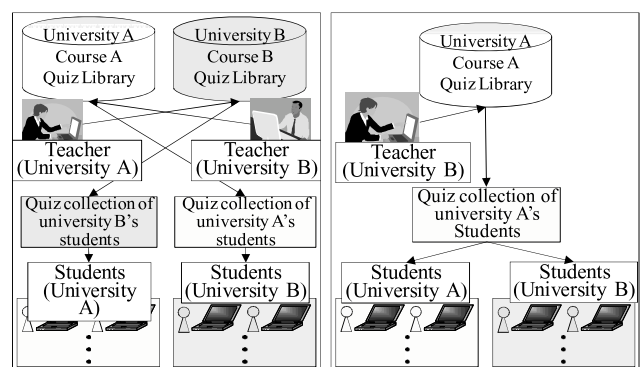 University A
Course A
Quiz Library
University B
Course B
Quiz Library
Teacher
(University A)
Teacher
(University B)
Quiz collection of
university B's
students
Quiz collection of
university A's
students
Students
(University
A)
Students
(University B)
University A
Course A
Quiz Library
Teacher
(University B)
Quiz collection of
university A's
Students
Students
(University A)
Students
(University B)